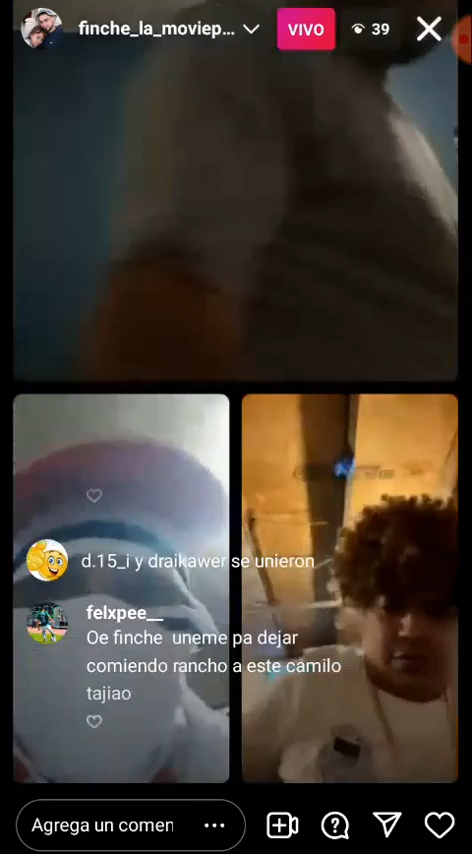 finche_la_moviep...
VIVO
39
d.15_i y draikawer se unieron
felxpee__
Oe finche uneme pa dejar
comiendo rancho a este camilo
tajiao
Agrega un comen